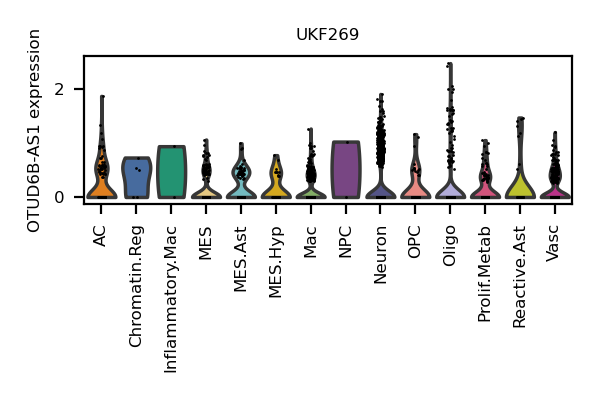 UKF269
OTUD6B-AS1 expression
2
0
AC
Chromatin.Reg
Inflammatory.Mac
MES
MES.Ast
MES.Hyp
Mac
NPC
Neuron
OPC
Oligo
Prolif.Metab
Reactive.Ast
Vasc